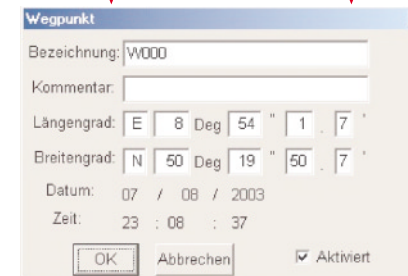 Wegpunkt
Bezeichnung: W000
Kommentar:
Längengrad: E 8 Deg 54 " 1 . 7 '
Breitengrad: N 50 Deg 19 " 50 . 7 '
Datum: 07 / 08 / 2003
Zeit: 23 : 08 : 37
OK Abbrechen Aktiviert